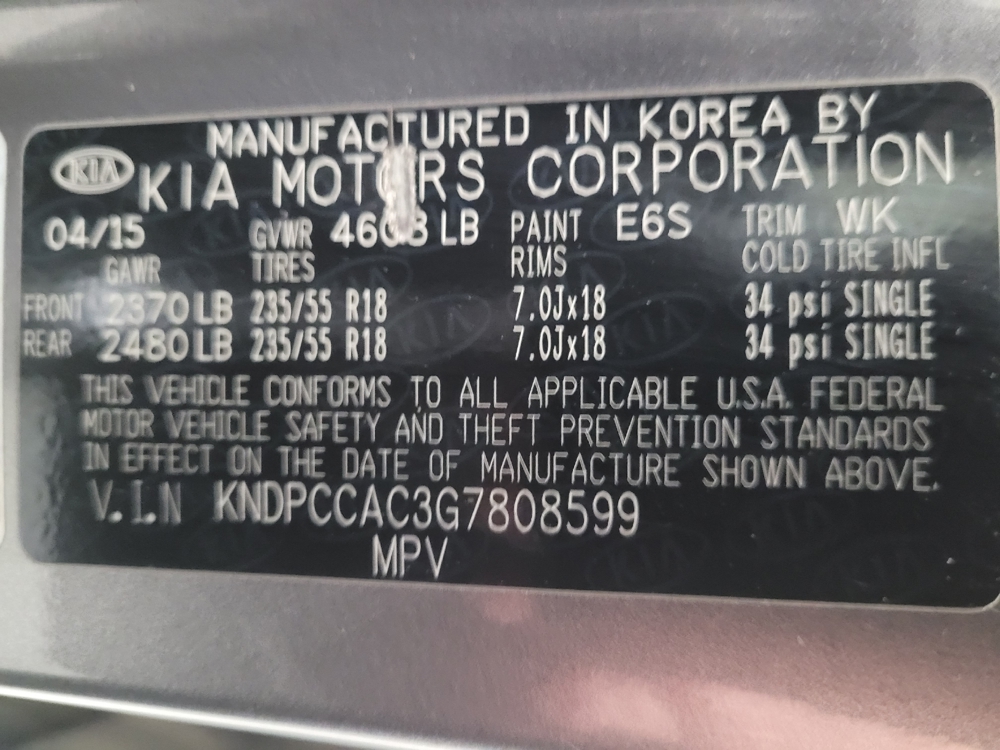 MANUFACTURED IN KOREA BY
KIA KIA MOTORS CORPORATION
04/15 GVWR 4608 LB PAINT E6S TRIM WK
GAWR TIRES RIMS COLD TIRE INFL
FRONT 2370 LB 235/55 R18 7.0Jx18 34 psi SINGLE
REAR 2480 LB 235/55 R18 7.0Jx18 34 psi SINGLE
THIS VEHICLE CONFORMS TO ALL APPLICABLE U.S.A. FEDERAL
MOTOR VEHICLE SAFETY AND THEFT PREVENTION STANDARDS
IN EFFECT ON THE DATE OF MANUFACTURE SHOWN ABOVE.
V.I.N KNDPCCAC3G7808599
MPV